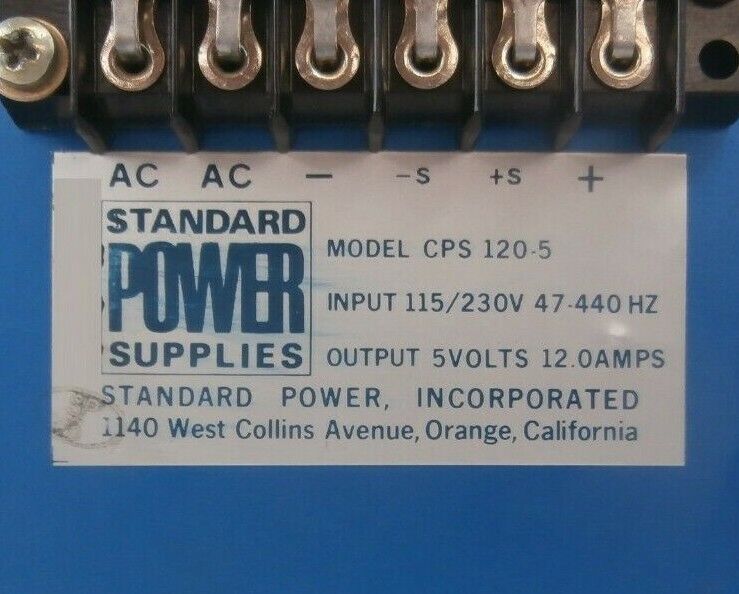 AC AC − −S +S +
STANDARD
POWER
SUPPLIES
MODEL CPS 120-5
INPUT 115/230V 47-440 HZ
OUTPUT 5VOLTS 12.0AMPS
STANDARD POWER, INCORPORATED
1140 West Collins Avenue, Orange, California